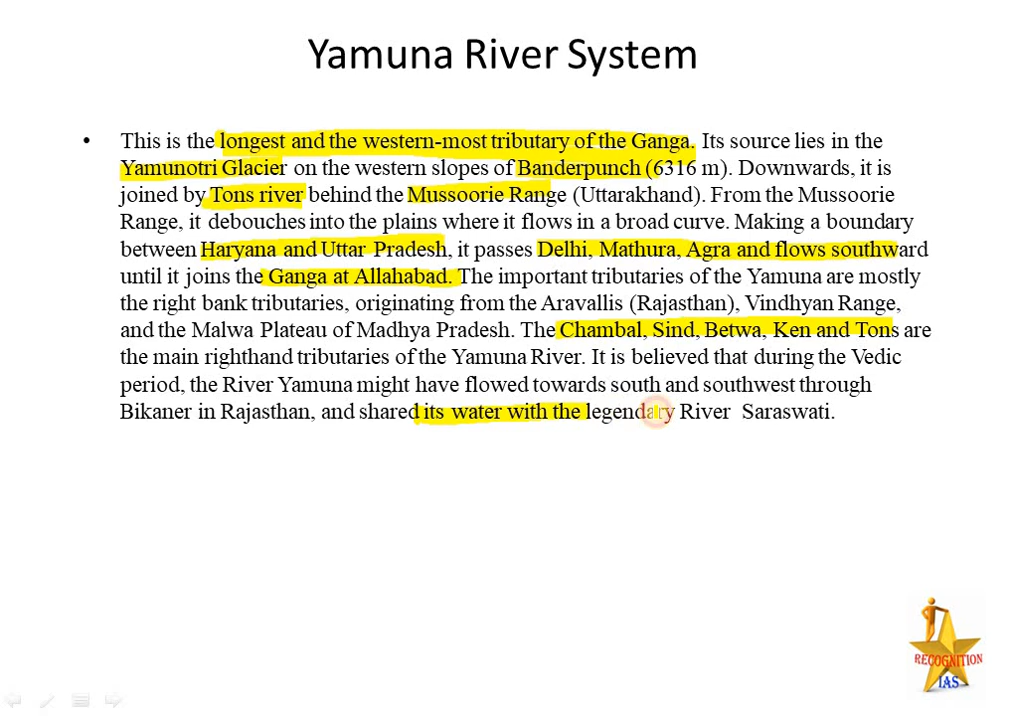 Yamuna River System
• This is the longest and the western-most tributary of the Ganga. Its source lies in the
Yamunotri Glacier on the western slopes of Banderpunch (6316 m). Downwards, it is
joined by Tons river behind the Mussoorie Range (Uttarakhand). From the Mussoorie
Range, it debouches into the plains where it flows in a broad curve. Making a boundary
between Haryana and Uttar Pradesh, it passes Delhi, Mathura, Agra and flows southward
until it joins the Ganga at Allahabad. The important tributaries of the Yamuna are mostly
the right bank tributaries, originating from the Aravallis (Rajasthan), Vindhyan Range,
and the Malwa Plateau of Madhya Pradesh. The Chambal, Sind, Betwa, Ken and Tons are
the main righthand tributaries of the Yamuna River. It is believed that during the Vedic
period, the River Yamuna might have flowed towards south and southwest through
Bikaner in Rajasthan, and shared its water with the legendary River Saraswati.
RECOGNITION
IAS